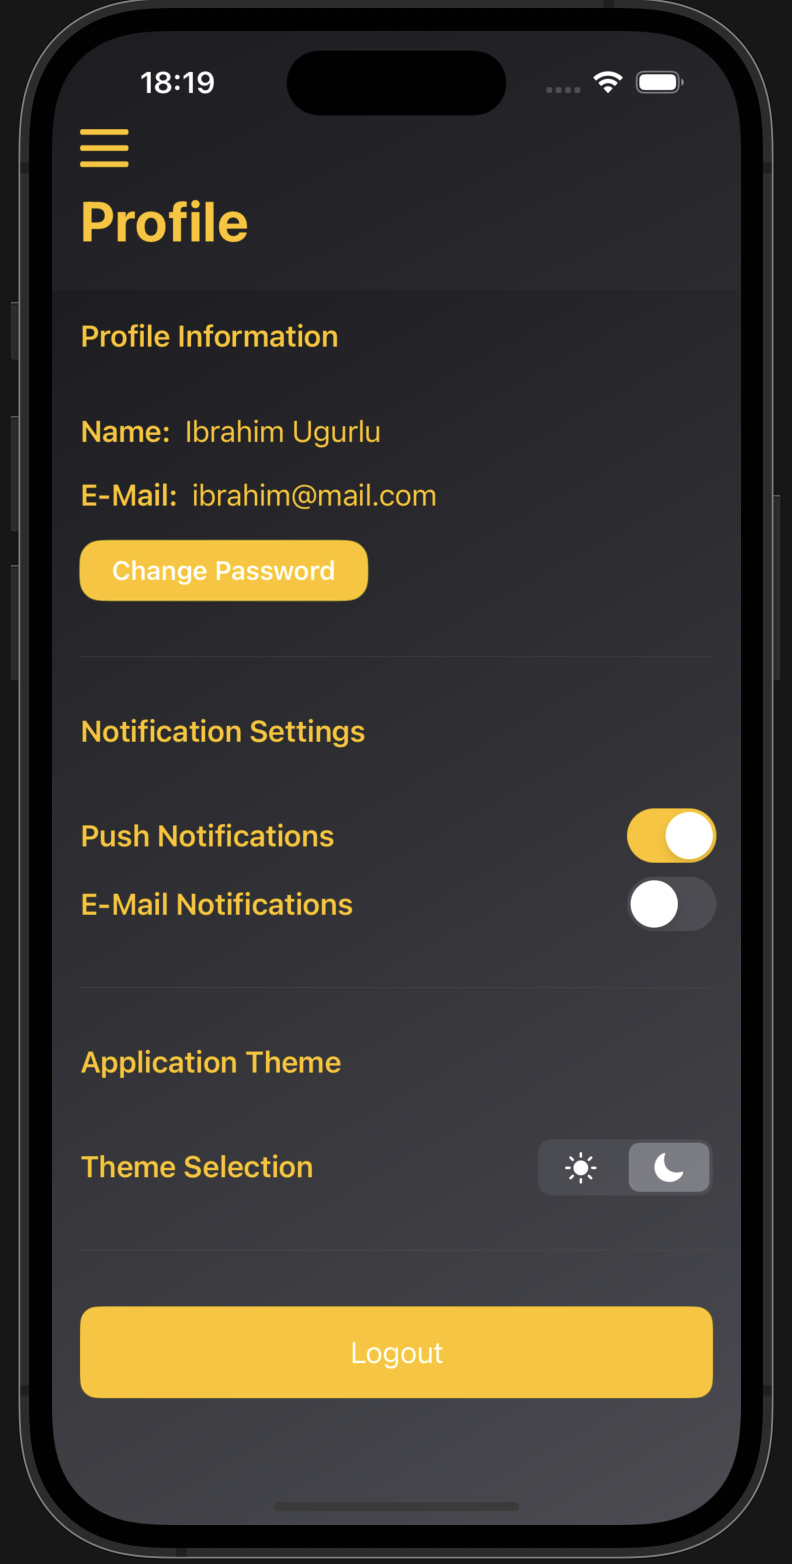 18:19
Profile
Profile Information
Name: Ibrahim Ugurlu
E-Mail: ibrahim@mail.com
Change Password
Notification Settings
Push Notifications
E-Mail Notifications
Application Theme
Theme Selection
Logout